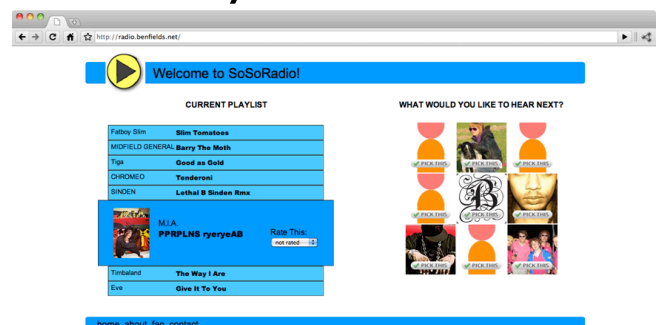 http://radio.benfields.net/
Welcome to SoSoRadio!
CURRENT PLAYLIST
Fatboy Slim Slim Tomatoes
MIDFIELD GENERAL Barry The Moth
Tiga Good as Gold
CHROMEO Tenderoni
SINDEN Lethal B Sinden Rmx
M.I.A.
PPRPLNS ryeryeAB
Rate This:
not rated
Timbaland The Way I Are
Eve Give It To You
WHAT WOULD YOU LIKE TO HEAR NEXT?
PICK THIS PICK THIS PICK THIS
PICK THIS B PICK THIS PICK THIS
PICK THIS PICK THIS PICK THIS
home about faq contact